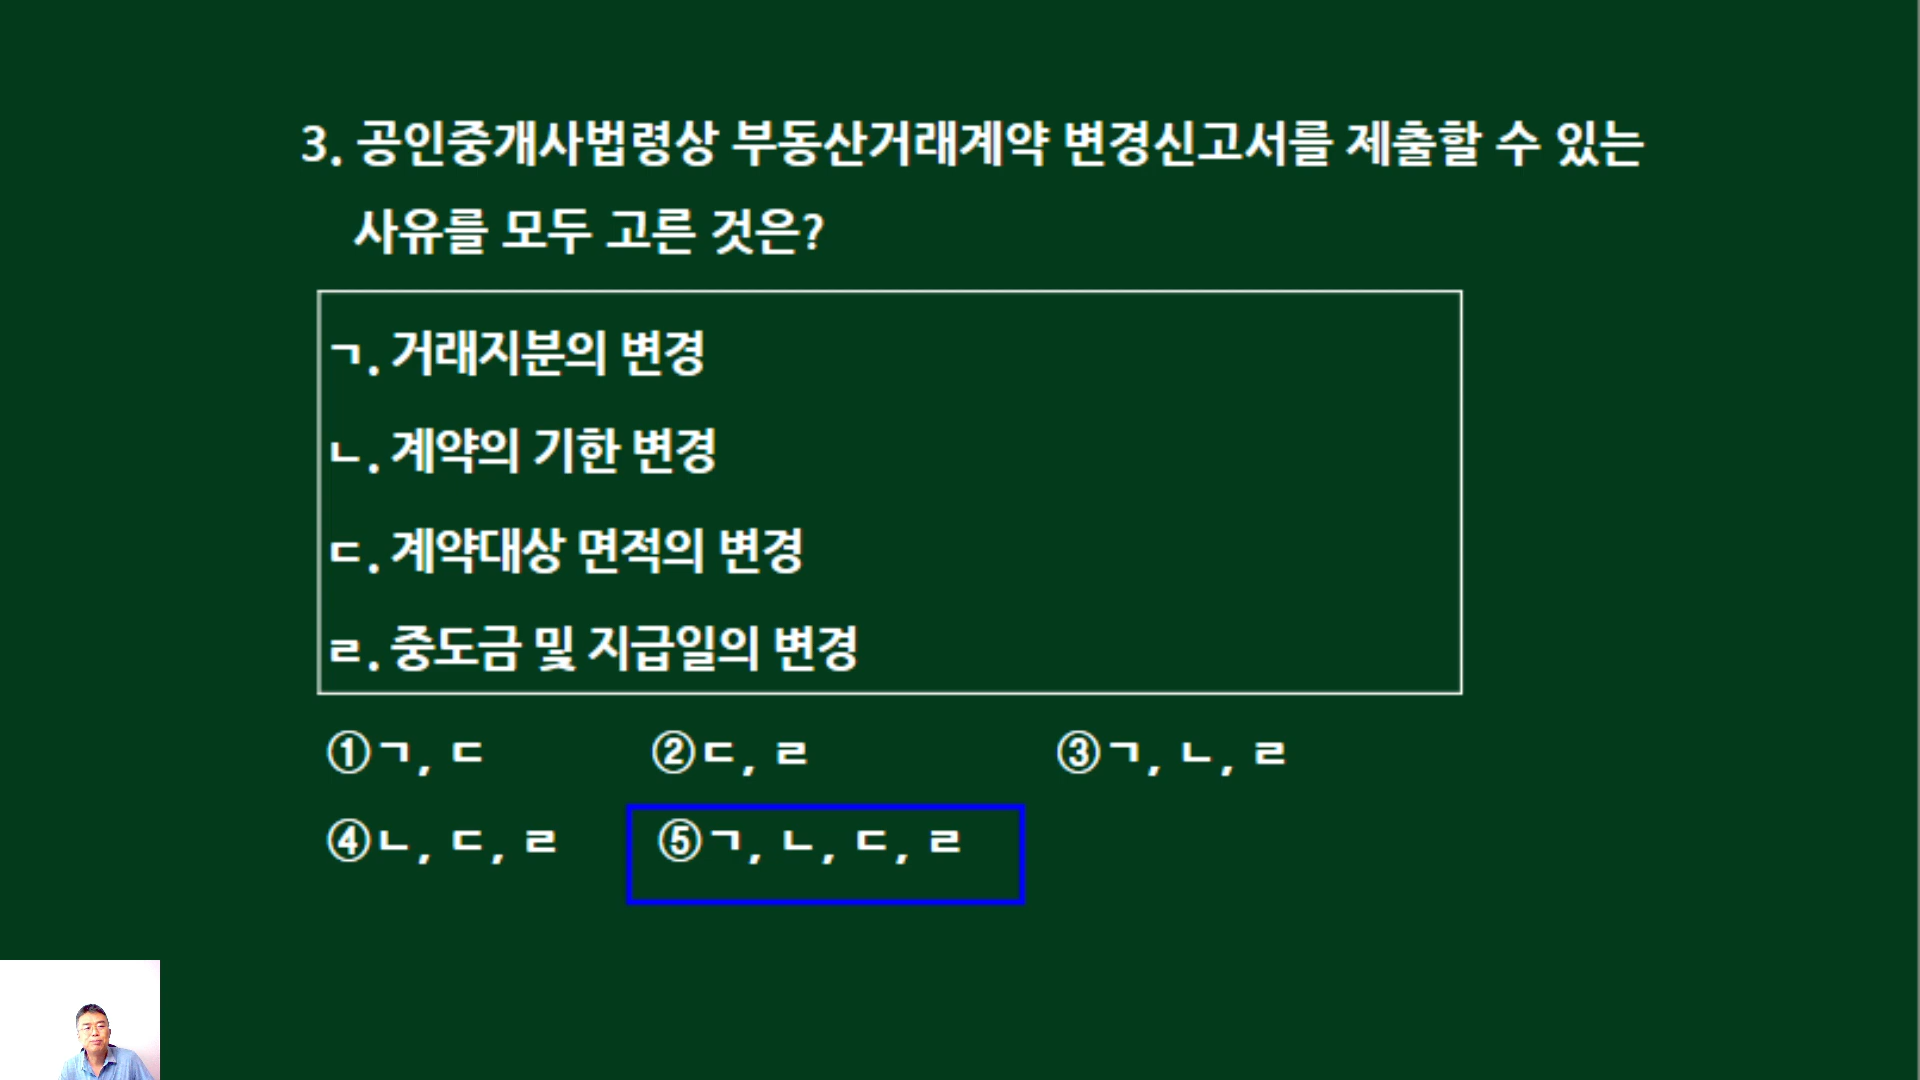 3. 공인중개사법령상 부동산거래계약 변경신고서를 제출할 수 있는
사유를 모두 고른 것은?
ㄱ. 거래지분의 변경
ㄴ. 계약의 기한 변경
ㄷ. 계약대상 면적의 변경
ㄹ. 중도금 및 지급일의 변경
①ㄱ, ㄷ ②ㄷ, ㄹ ③ㄱ, ㄴ, ㄹ
④ㄴ, ㄷ, ㄹ ⑤ㄱ, ㄴ, ㄷ, ㄹ